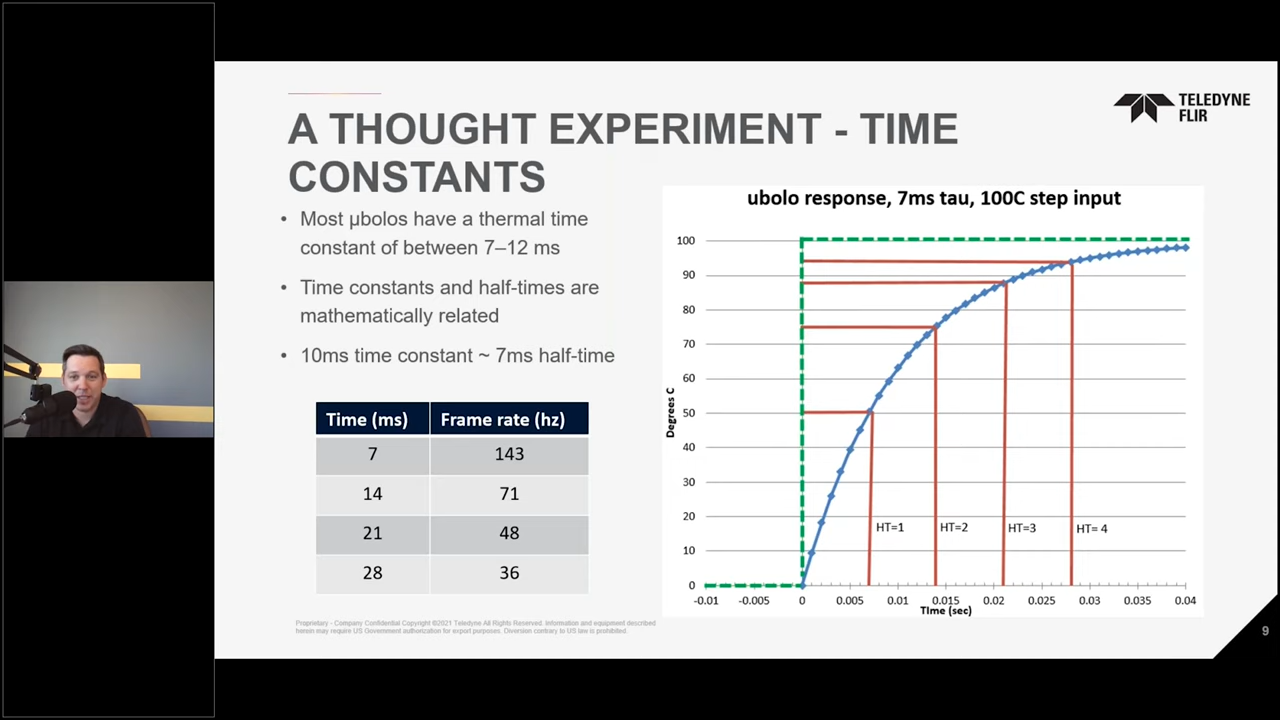 TELEDYNE
FLIR
A THOUGHT EXPERIMENT - TIME
CONSTANTS
• Most µbolos have a thermal time
constant of between 7–12 ms
• Time constants and half-times are
mathematically related
• 10ms time constant ~ 7ms half-time
Time (ms) Frame rate (hz)
7 143
14 71
21 48
28 36
ubolo response, 7ms tau, 100C step input
Degrees C
100
90
80
70
60
50
40
30
20
10
0
HT=1 HT=2 HT=3 HT= 4
-0.01 -0.005 0 0.005 0.01 0.015 0.02 0.025 0.03 0.035 0.04
TIme (sec)
Proprietary - Company Confidential Copyright ©2021 Teledyne All Rights Reserved. Information and equipment described
herein may require US Government authorization for export purposes. Diversion contrary to US law is prohibited.
9